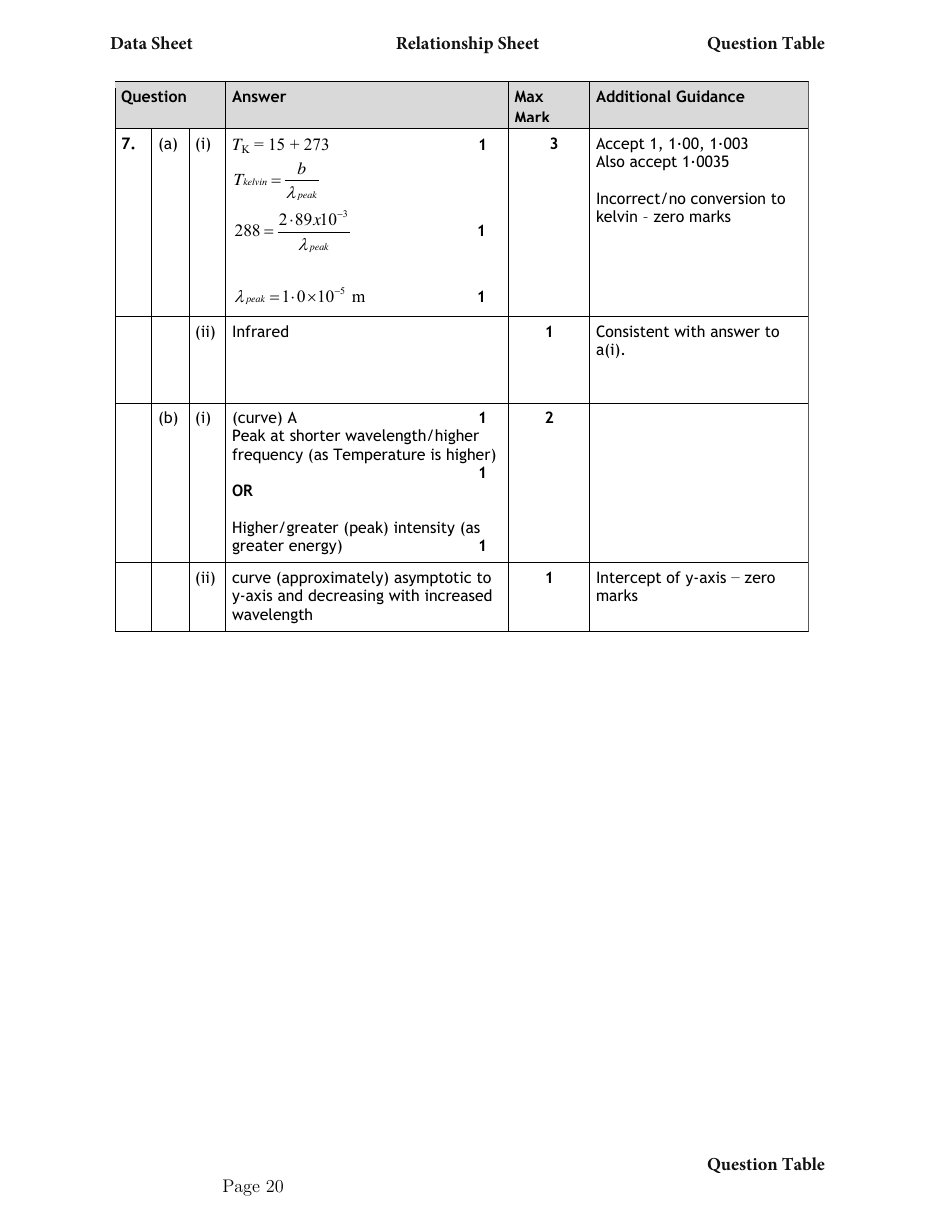 Data Sheet Relationship Sheet Question Table
Question Answer Max Mark Additional Guidance
7. (a) (i) T_K = 15 + 273 1 3 Accept 1, 1·00, 1·003
Also accept 1·0035
T_kelvin = b / λ_peak
Incorrect/no conversion to
kelvin – zero marks
288 = 2·89x10⁻³ / λ_peak 1
λ_peak = 1·0×10⁻⁵ m 1
(ii) Infrared 1 Consistent with answer to
a(i).
(b) (i) (curve) A 1 2
Peak at shorter wavelength/higher
frequency (as Temperature is higher)
1
OR
Higher/greater (peak) intensity (as
greater energy) 1
(ii) curve (approximately) asymptotic to 1 Intercept of y-axis – zero
y-axis and decreasing with increased marks
wavelength
Question Table
Page 20